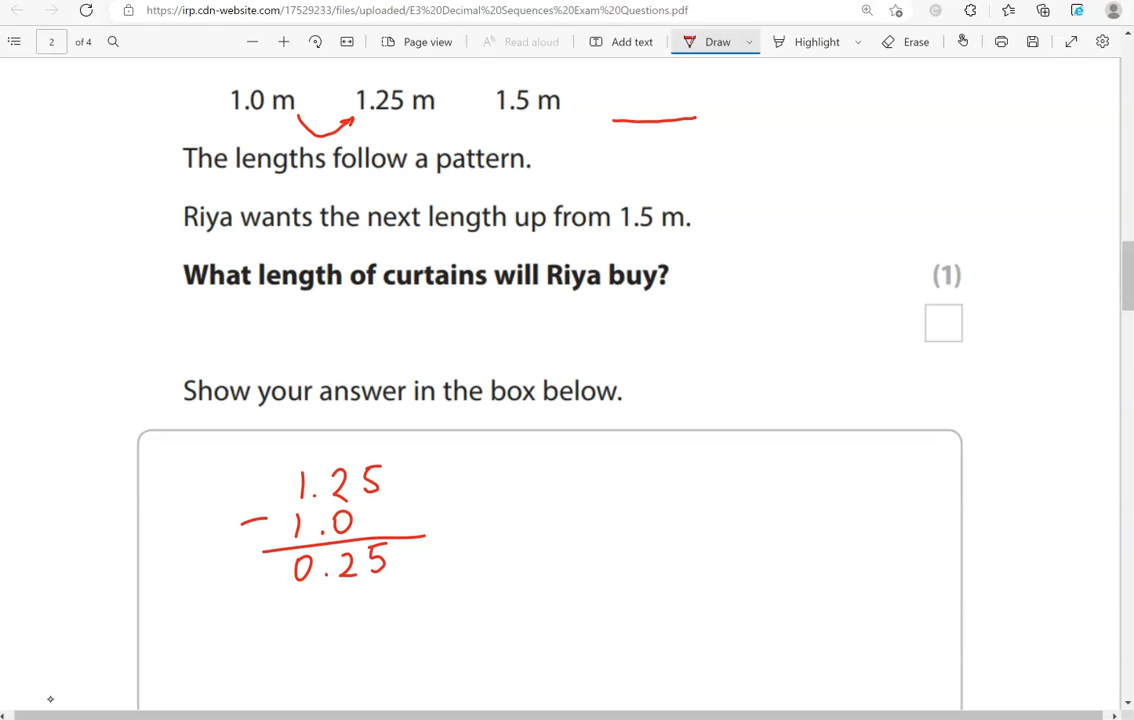 https://irp.cdn-website.com/17529233/files/uploaded/E3%20Decimal%20Sequences%20Exam%20Questions.pdf
2 of 4 Page view Read aloud Add text Draw Highlight Erase
1.0 m 1.25 m 1.5 m
The lengths follow a pattern.
Riya wants the next length up from 1.5 m.
What length of curtains will Riya buy? (1)
Show your answer in the box below.
1.25
- 1.0
0.25